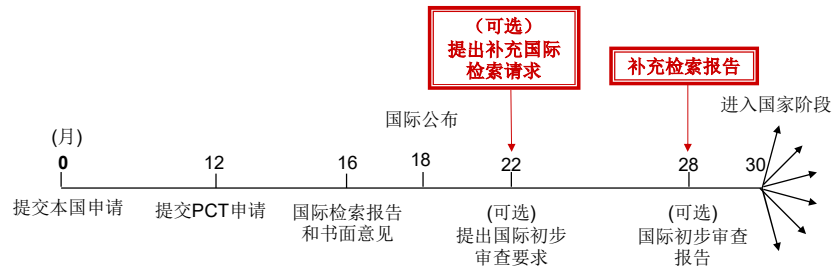 （可选）
提出补充国际
检索请求
补充检索报告
进入国家阶段
国际公布
(月)
0
12
16
18
22
28
30
提交本国申请
提交PCT申请
国际检索报告
和书面意见
(可选)
提出国际初步
审查要求
(可选)
国际初步审查
报告